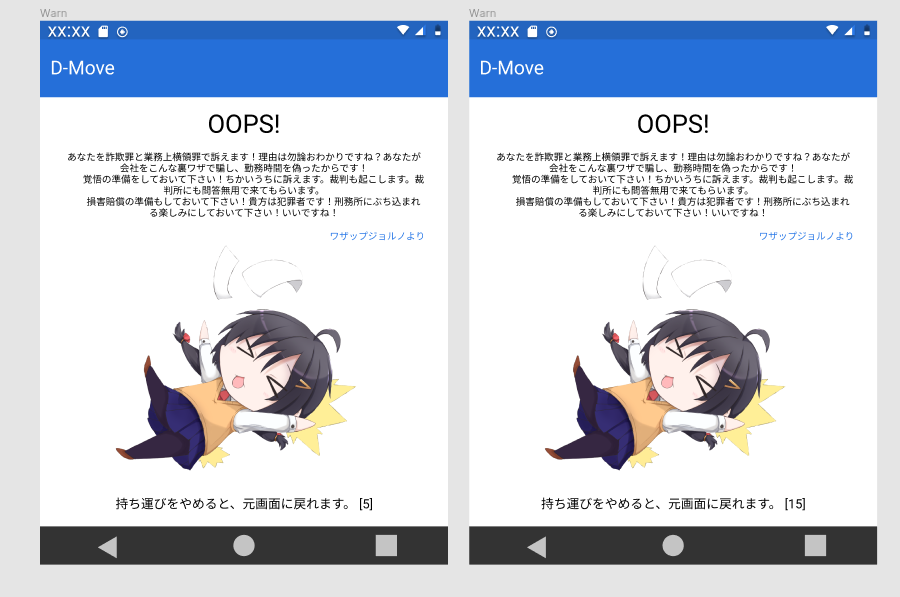 Warn
XX:XX
D-Move
OOPS!
あなたを詐欺罪と業務上横領罪で訴えます！理由は勿論おわかりですね？あなたが
会社をこんな裏ワザで騙し、勤務時間を偽ったからです！
覚悟の準備をしておいて下さい！ちかいうちに訴えます。裁判も起こします。裁
判所にも問答無用で来てもらいます。
損害賠償の準備もしておいて下さい！貴方は犯罪者です！刑務所にぶち込まれ
る楽しみにしておいて下さい！いいですね！
ワザップジョルノより
持ち運びをやめると、元画面に戻れます。 [5]
Warn
XX:XX
D-Move
OOPS!
あなたを詐欺罪と業務上横領罪で訴えます！理由は勿論おわかりですね？あなたが
会社をこんな裏ワザで騙し、勤務時間を偽ったからです！
覚悟の準備をしておいて下さい！ちかいうちに訴えます。裁判も起こします。裁
判所にも問答無用で来てもらいます。
損害賠償の準備もしておいて下さい！貴方は犯罪者です！刑務所にぶち込まれ
る楽しみにしておいて下さい！いいですね！
ワザップジョルノより
持ち運びをやめると、元画面に戻れます。 [15]